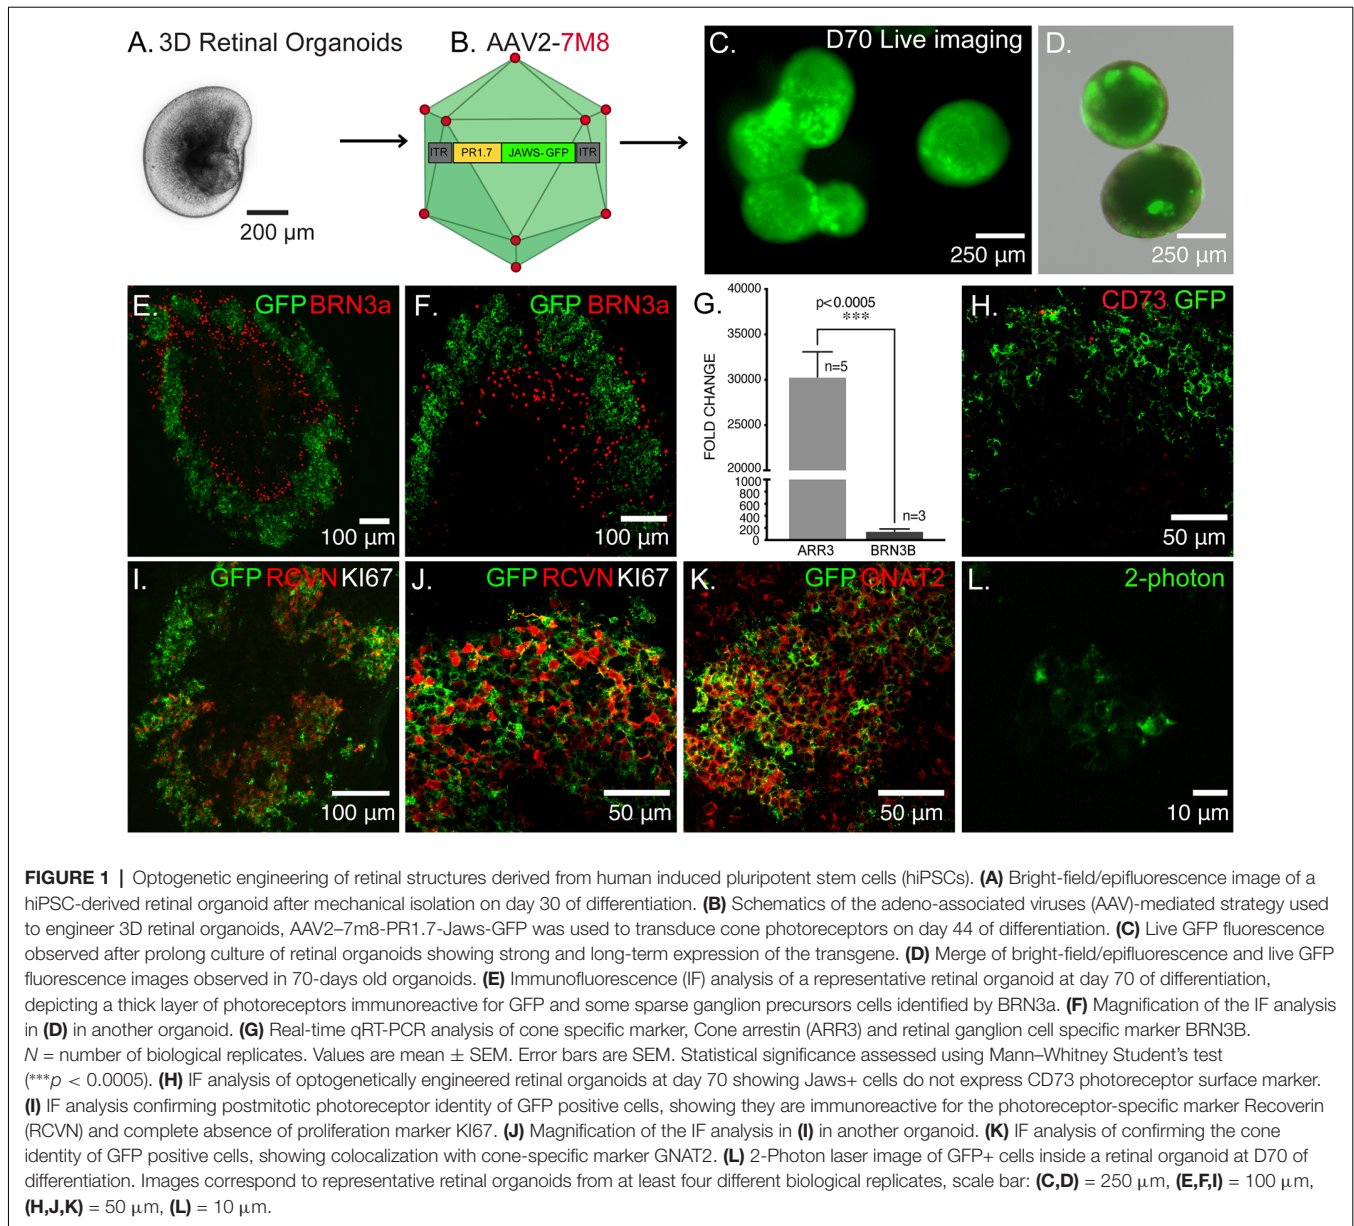 A. 3D Retinal Organoids
200 µm
B. AAV2-7M8
ITR PR1.7 JAWS-GFP ITR
C. D70 Live imaging
250 µm
D.
250 µm
E. GFP BRN3a
100 µm
F. GFP BRN3a
100 µm
G.
FOLD CHANGE
40000
35000
30000
25000
20000
1000
800
600
400
200
0
p<0.0005
***
n=5
n=3
ARR3 BRN3B
H. CD73 GFP
50 µm
I. GFP RCVN KI67
100 µm
J. GFP RCVN KI67
50 µm
K. GFP GNAT2
50 µm
L. 2-photon
10 µm
FIGURE 1 | Optogenetic engineering of retinal structures derived from human induced pluripotent stem cells (hiPSCs). (A) Bright-field/epifluorescence image of a
hiPSC-derived retinal organoid after mechanical isolation on day 30 of differentiation. (B) Schematics of the adeno-associated viruses (AAV)-mediated strategy used
to engineer 3D retinal organoids, AAV2–7m8-PR1.7-Jaws-GFP was used to transduce cone photoreceptors on day 44 of differentiation. (C) Live GFP fluorescence
observed after prolong culture of retinal organoids showing strong and long-term expression of the transgene. (D) Merge of bright-field/epifluorescence and live GFP
fluorescence images observed in 70-days old organoids. (E) Immunofluorescence (IF) analysis of a representative retinal organoid at day 70 of differentiation,
depicting a thick layer of photoreceptors immunoreactive for GFP and some sparse ganglion precursors cells identified by BRN3a. (F) Magnification of the IF analysis
in (D) in another organoid. (G) Real-time qRT-PCR analysis of cone specific marker, Cone arrestin (ARR3) and retinal ganglion cell specific marker BRN3B.
N = number of biological replicates. Values are mean ± SEM. Error bars are SEM. Statistical significance assessed using Mann–Whitney Student's test
(***p < 0.0005). (H) IF analysis of optogenetically engineered retinal organoids at day 70 showing Jaws+ cells do not express CD73 photoreceptor surface marker.
(I) IF analysis confirming postmitotic photoreceptor identity of GFP positive cells, showing they are immunoreactive for the photoreceptor-specific marker Recoverin
(RCVN) and complete absence of proliferation marker KI67. (J) Magnification of the IF analysis in (I) in another organoid. (K) IF analysis of confirming the cone
identity of GFP positive cells, showing colocalization with cone-specific marker GNAT2. (L) 2-Photon laser image of GFP+ cells inside a retinal organoid at D70 of
differentiation. Images correspond to representative retinal organoids from at least four different biological replicates, scale bar: (C,D) = 250 µm, (E,F,I) = 100 µm,
(H,J,K) = 50 µm, (L) = 10 µm.